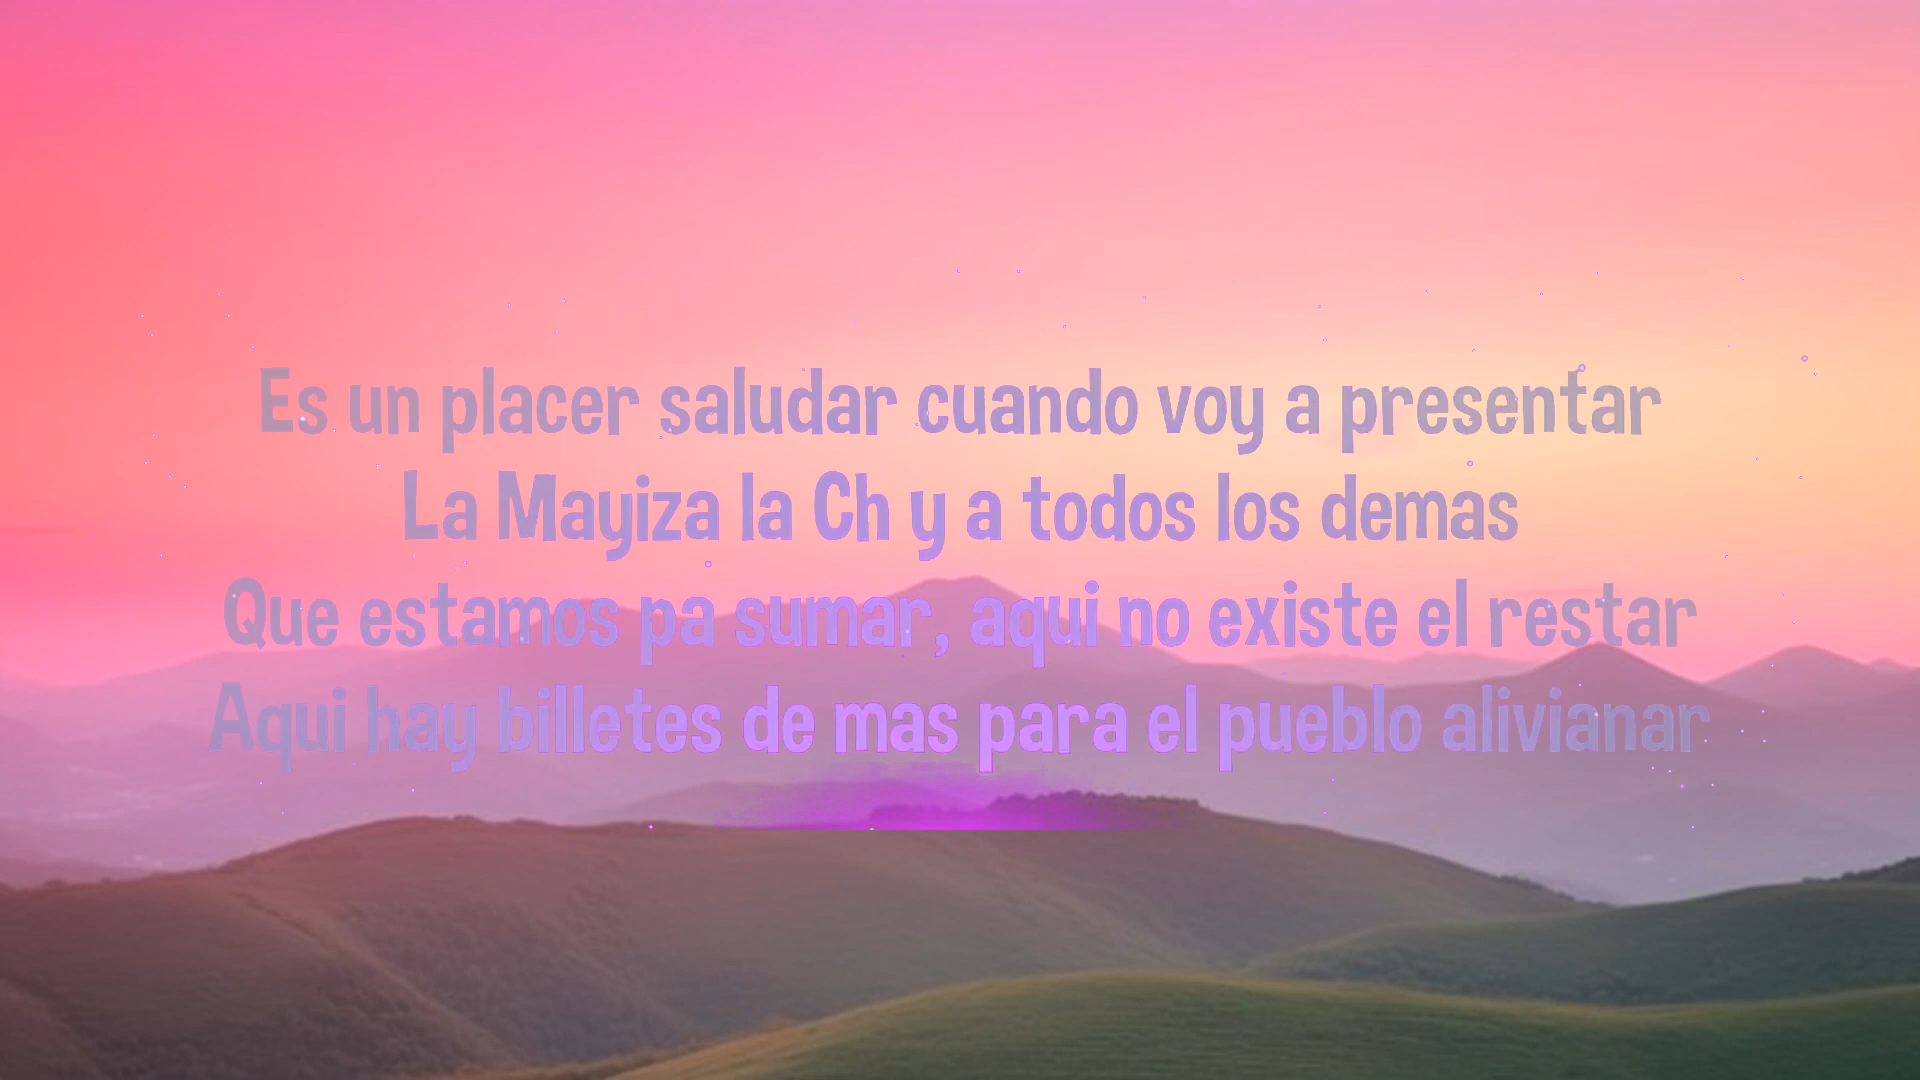 Es un placer saludar cuando voy a presentar
La Mayiza la Ch y a todos los demas
Que estamos pa sumar, aqui no existe el restar
Aqui hay billetes de mas para el pueblo alivianar